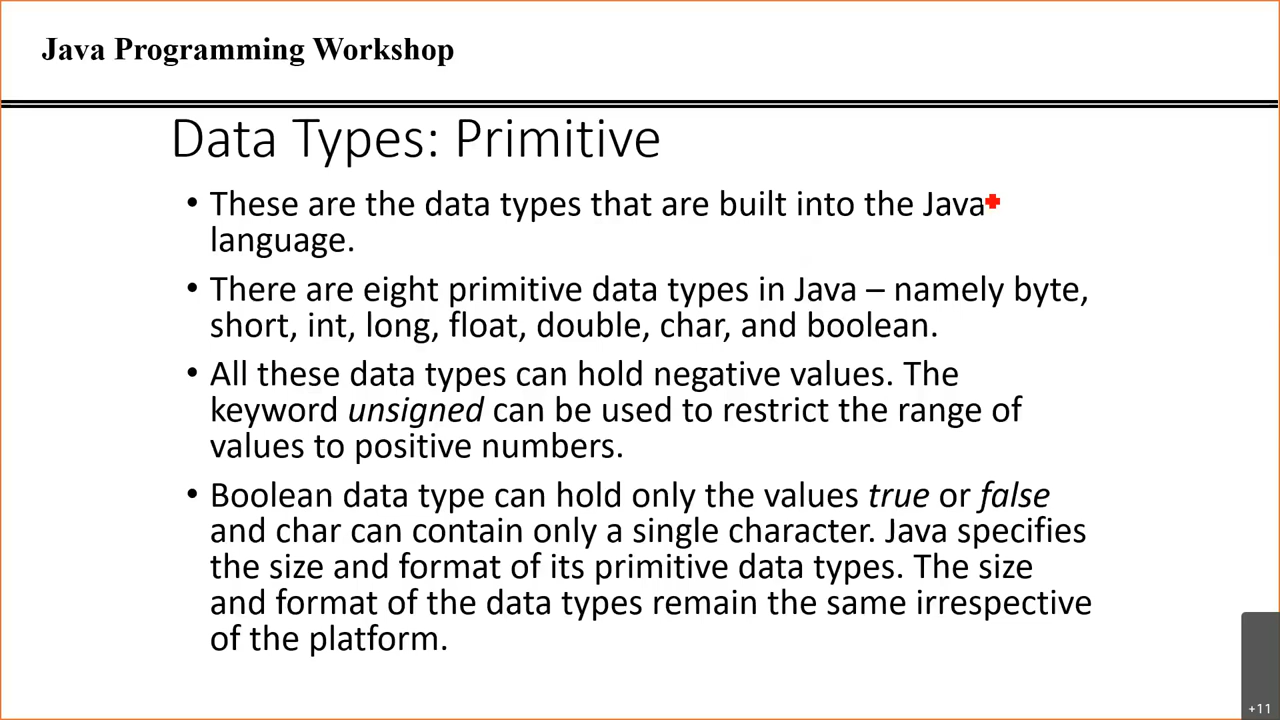 Java Programming Workshop
Data Types: Primitive
• These are the data types that are built into the Java
language.
• There are eight primitive data types in Java – namely byte,
short, int, long, float, double, char, and boolean.
• All these data types can hold negative values. The
keyword unsigned can be used to restrict the range of
values to positive numbers.
• Boolean data type can hold only the values true or false
and char can contain only a single character. Java specifies
the size and format of its primitive data types. The size
and format of the data types remain the same irrespective
of the platform.
+11